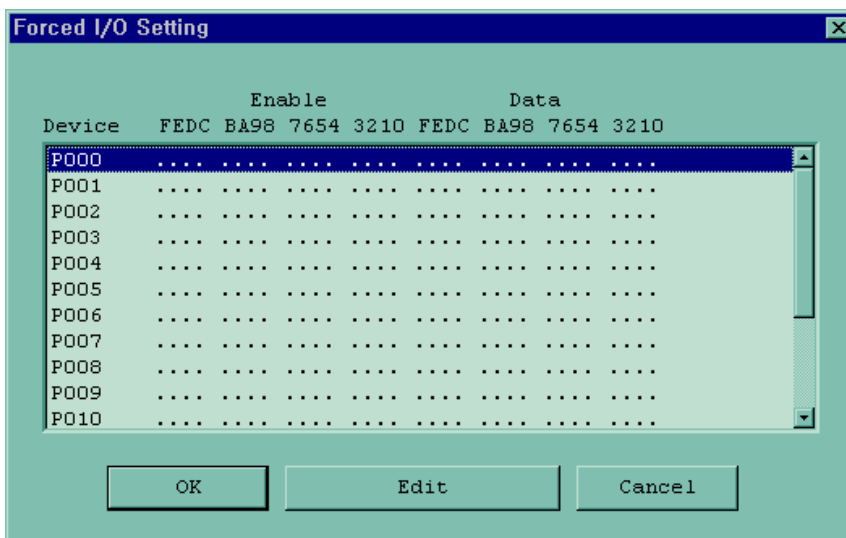 Forced I/O Setting
Enable Data
Device FEDC BA98 7654 3210 FEDC BA98 7654 3210
P000 .... .... .... .... .... .... .... ....
P001 .... .... .... .... .... .... .... ....
P002 .... .... .... .... .... .... .... ....
P003 .... .... .... .... .... .... .... ....
P004 .... .... .... .... .... .... .... ....
P005 .... .... .... .... .... .... .... ....
P006 .... .... .... .... .... .... .... ....
P007 .... .... .... .... .... .... .... ....
P008 .... .... .... .... .... .... .... ....
P009 .... .... .... .... .... .... .... ....
P010 .... .... .... .... .... .... .... ....
OK Edit Cancel